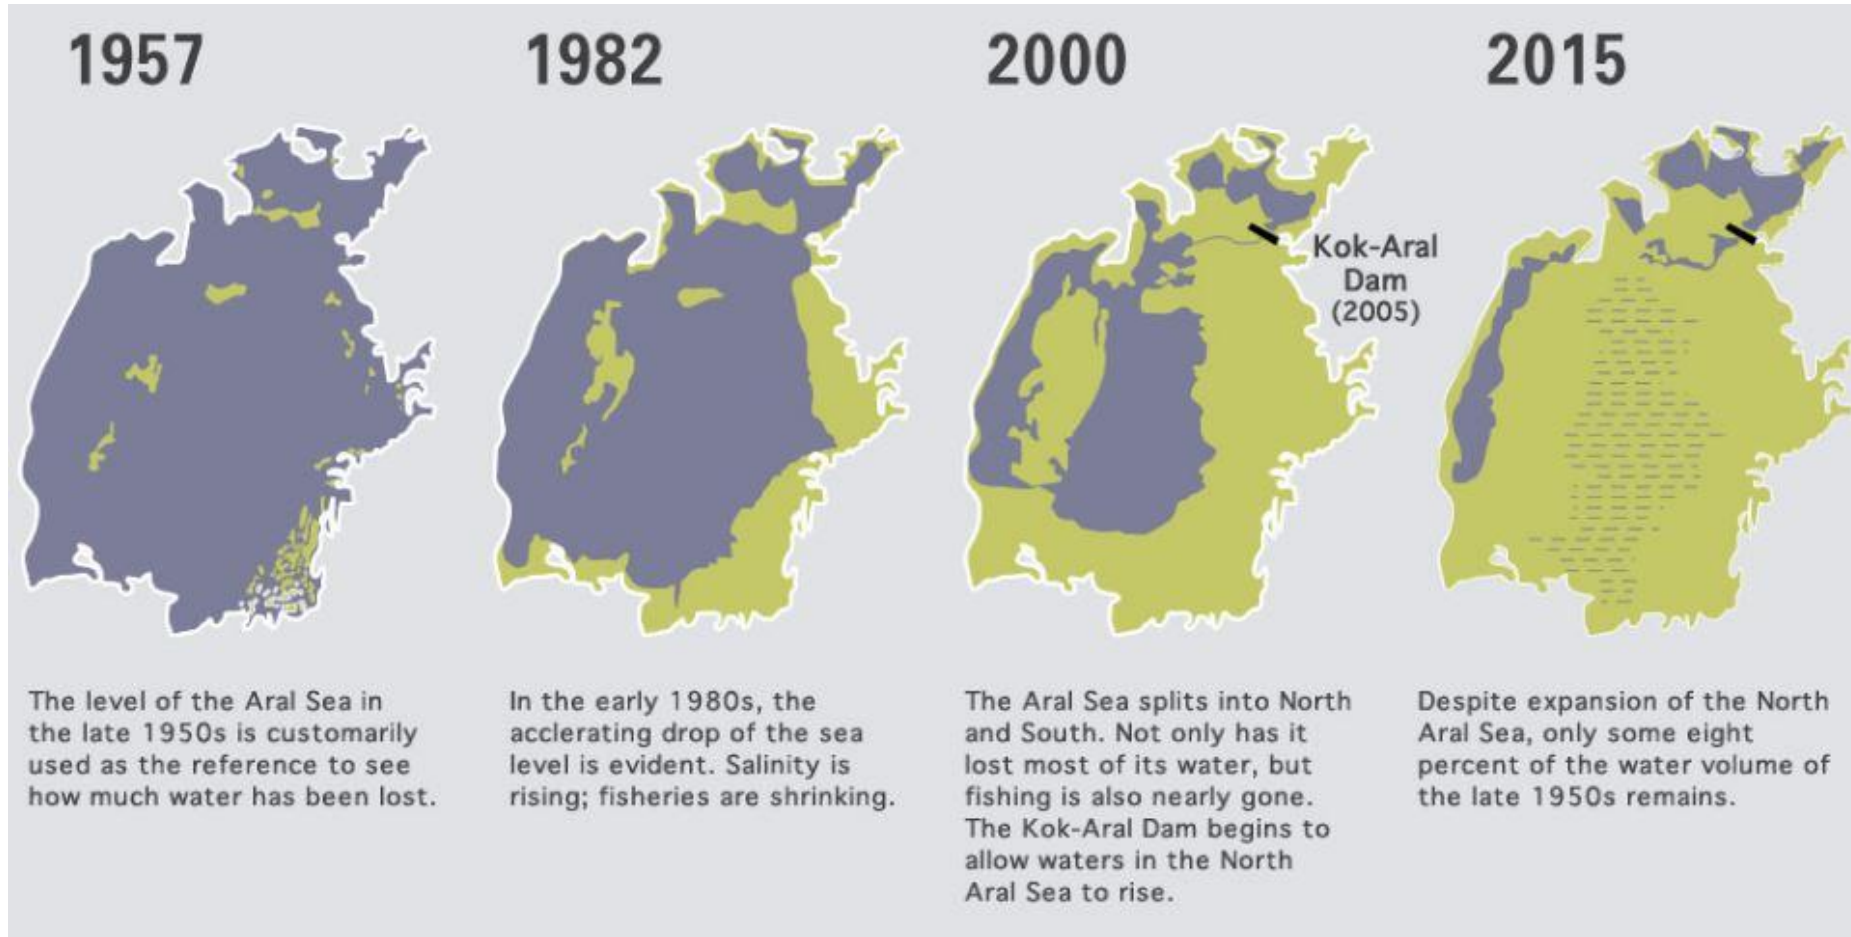 1957
1982
2000
2015
Kok-Aral
Dam
(2005)
The level of the Aral Sea in
the late 1950s is customarily
used as the reference to see
how much water has been lost.
In the early 1980s, the
acclerating drop of the sea
level is evident. Salinity is
rising; fisheries are shrinking.
The Aral Sea splits into North
and South. Not only has it
lost most of its water, but
fishing is also nearly gone.
The Kok-Aral Dam begins to
allow waters in the North
Aral Sea to rise.
Despite expansion of the North
Aral Sea, only some eight
percent of the water volume of
the late 1950s remains.